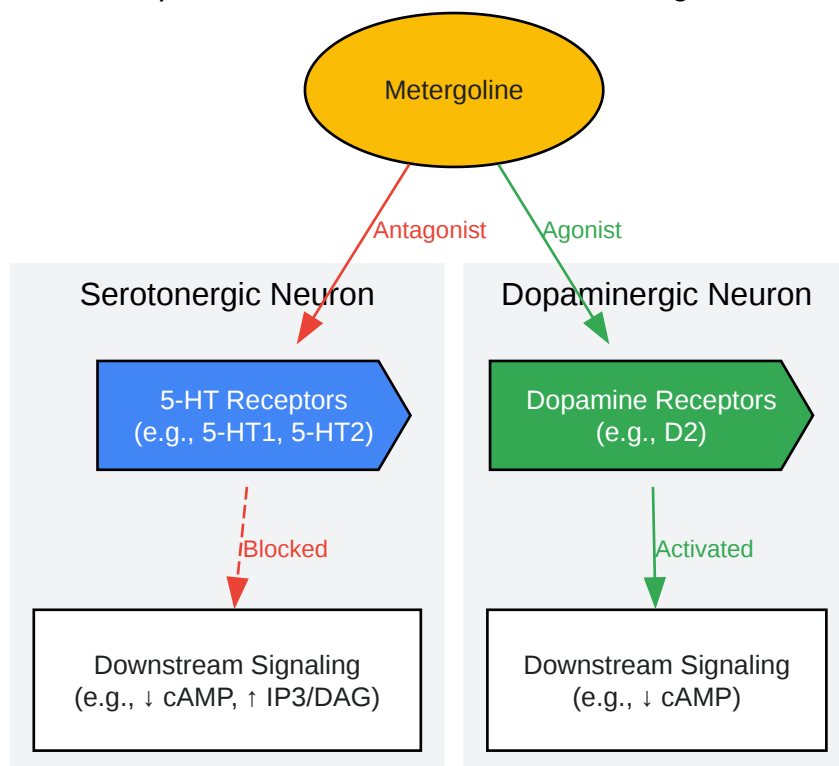 Metergoline
Antagonist
Agonist
Serotonergic Neuron
Dopaminergic Neuron
5-HT Receptors
(e.g., 5-HT1, 5-HT2)
Dopamine Receptors
(e.g., D2)
Blocked
Activated
Downstream Signaling
(e.g., ↓ cAMP, ↑ IP3/DAG)
Downstream Signaling
(e.g., ↓ cAMP)